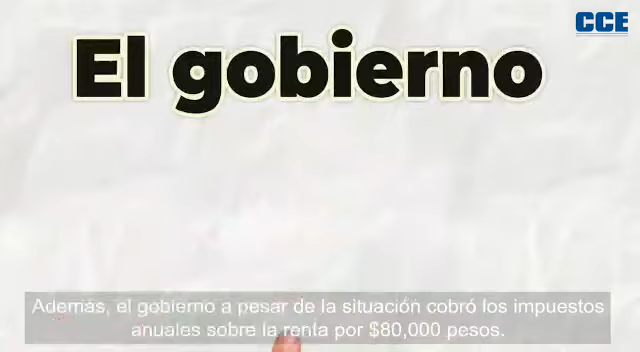 CCE
El gobierno
Además, el gobierno a pesar de la situación cobró los impuestos
anuales sobre la renta por $80,000 pesos.